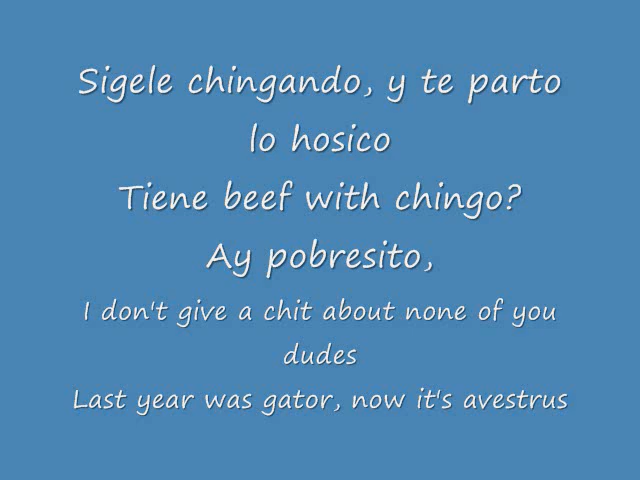 Sigele chingando, y te parto
lo hosico
Tiene beef with chingo?
Ay pobresito,
I don't give a chit about none of you
dudes
Last year was gator, now it's avestrus